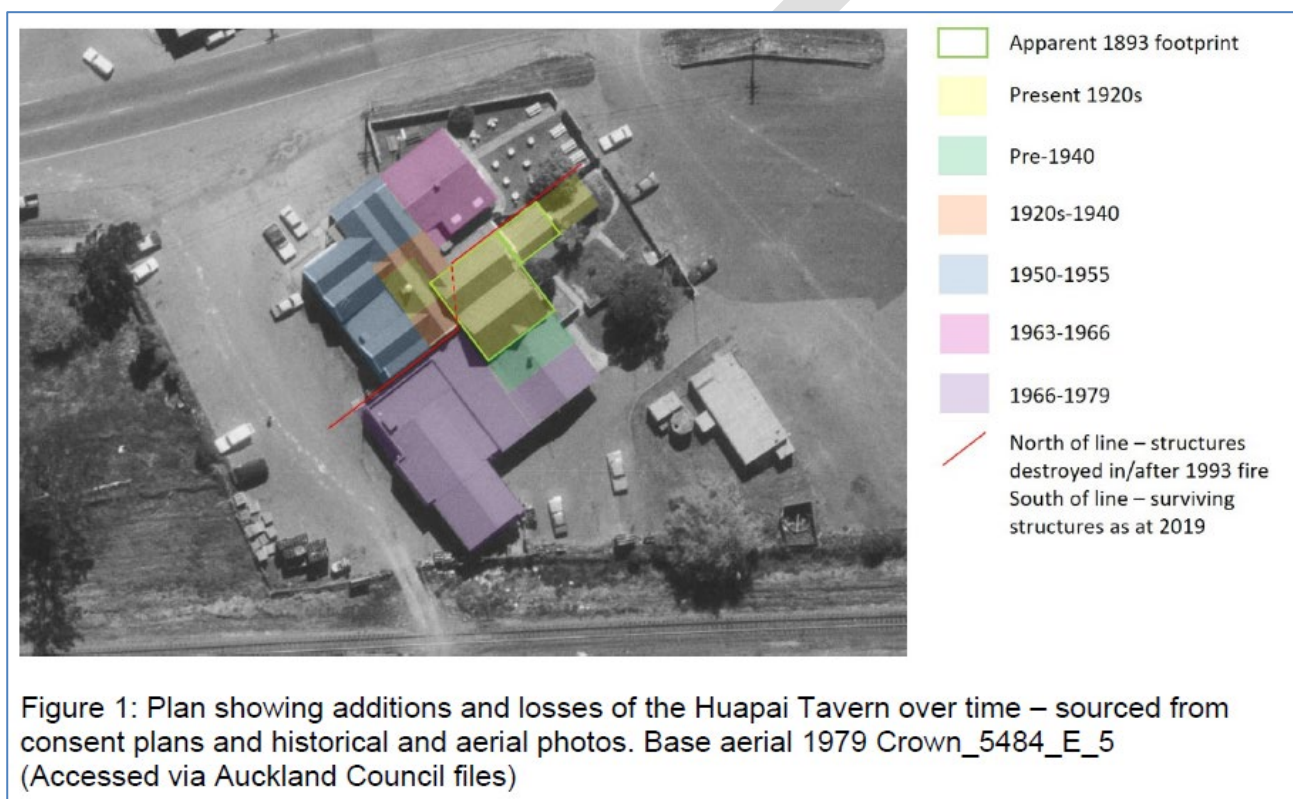 Apparent 1893 footprint
Present 1920s
Pre-1940
1920s-1940
1950-1955
1963-1966
1966-1979
North of line – structures
destroyed in/after 1993 fire
South of line – surviving
structures as at 2019
Figure 1: Plan showing additions and losses of the Huapai Tavern over time – sourced from
consent plans and historical and aerial photos. Base aerial 1979 Crown_5484_E_5
(Accessed via Auckland Council files)